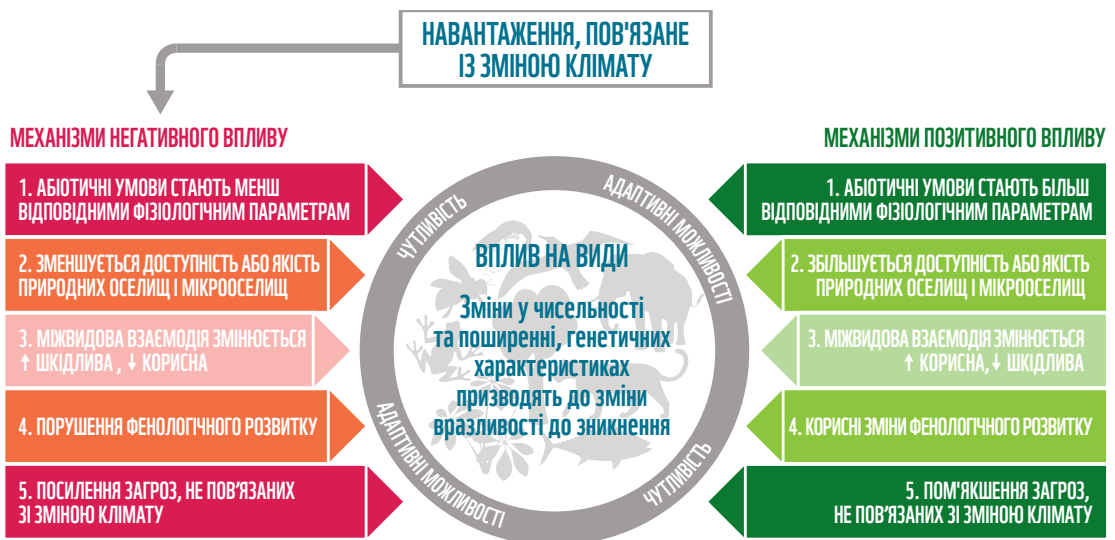 НАВАНТАЖЕННЯ, ПОВ'ЯЗАНЕ
ІЗ ЗМІНОЮ КЛІМАТУ
МЕХАНІЗМИ НЕГАТИВНОГО ВПЛИВУ
1. АБІОТИЧНІ УМОВИ СТАЮТЬ МЕНШ
ВІДПОВІДНИМИ ФІЗІОЛОГІЧНИМ ПАРАМЕТРАМ
2. ЗМЕНШУЄТЬСЯ ДОСТУПНІСТЬ АБО ЯКІСТЬ
ПРИРОДНИХ ОСЕЛИЩ І МІКРООСЕЛИЩ
3. МІЖВИДОВА ВЗАЄМОДІЯ ЗМІНЮЄТЬСЯ
↑ ШКІДЛИВА , ↓ КОРИСНА
4. ПОРУШЕННЯ ФЕНОЛОГІЧНОГО РОЗВИТКУ
5. ПОСИЛЕННЯ ЗАГРОЗ, НЕ ПОВ'ЯЗАНИХ
ЗІ ЗМІНОЮ КЛІМАТУ
ЧУТЛИВІСТЬ
АДАПТИВНІ МОЖЛИВОСТІ
ВПЛИВ НА ВИДИ
Зміни у чисельності
та поширенні, генетичних
характеристиках
призводять до зміни
вразливості до зникнення
АДАПТИВНІ МОЖЛИВОСТІ
ЧУТЛИВІСТЬ
МЕХАНІЗМИ ПОЗИТИВНОГО ВПЛИВУ
1. АБІОТИЧНІ УМОВИ СТАЮТЬ БІЛЬШ
ВІДПОВІДНИМИ ФІЗІОЛОГІЧНИМ ПАРАМЕТРАМ
2. ЗБІЛЬШУЄТЬСЯ ДОСТУПНІСТЬ АБО ЯКІСТЬ
ПРИРОДНИХ ОСЕЛИЩ І МІКРООСЕЛИЩ
3. МІЖВИДОВА ВЗАЄМОДІЯ ЗМІНЮЄТЬСЯ
↑ КОРИСНА, ↓ ШКІДЛИВА
4. КОРИСНІ ЗМІНИ ФЕНОЛОГІЧНОГО РОЗВИТКУ
5. ПОМ'ЯКШЕННЯ ЗАГРОЗ,
НЕ ПОВ'ЯЗАНИХ ЗІ ЗМІНОЮ КЛІМАТУ